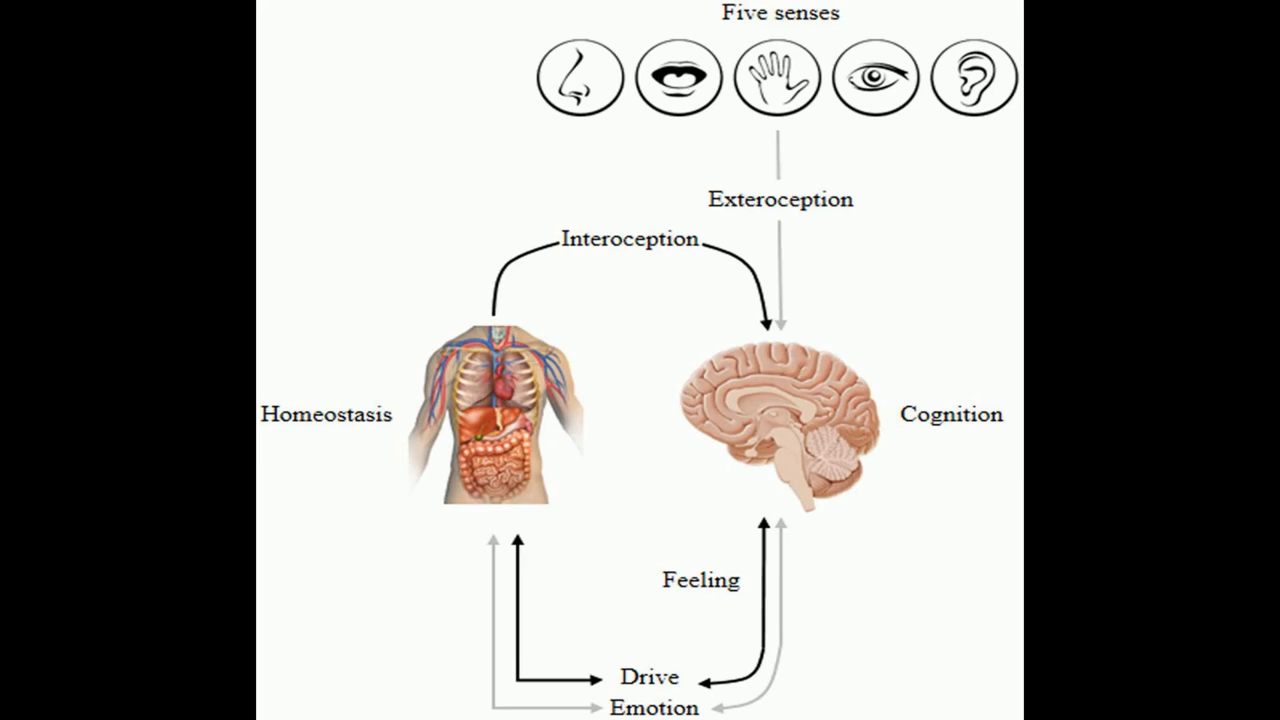 Five senses
Exteroception
Interoception
Homeostasis
Cognition
Feeling
Drive
Emotion